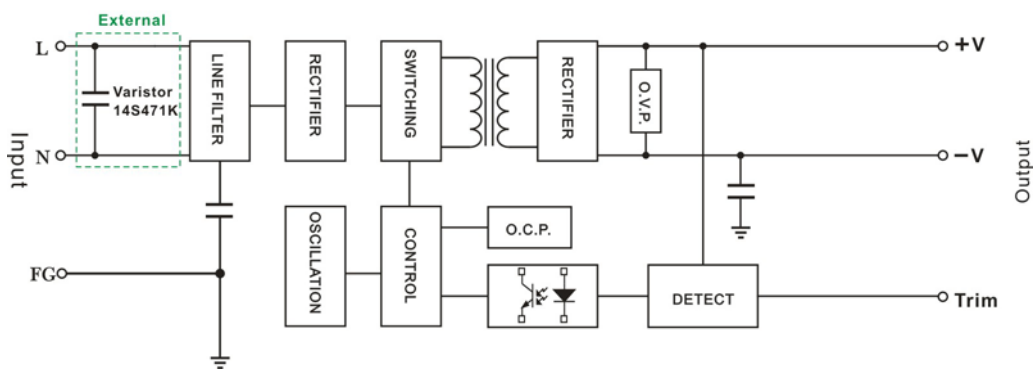 External
L
Varistor
14S471K
N
Input
FG
LINE FILTER
RECTIFIER
SWITCHING
RECTIFIER
O.V.P.
+V
-V
Output
OSCILLATION
CONTROL
O.C.P.
DETECT
Trim